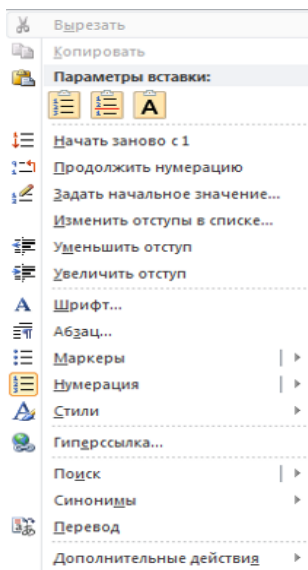 Вырезать
Копировать
Параметры вставки:
Начать заново с 1
Продолжить нумерацию
Задать начальное значение...
Изменить отступы в списке...
Уменьшить отступ
Увеличить отступ
Шрифт...
Абзац...
Маркеры
Нумерация
Стили
Гиперссылка...
Поиск
Синонимы
Перевод
Дополнительные действия